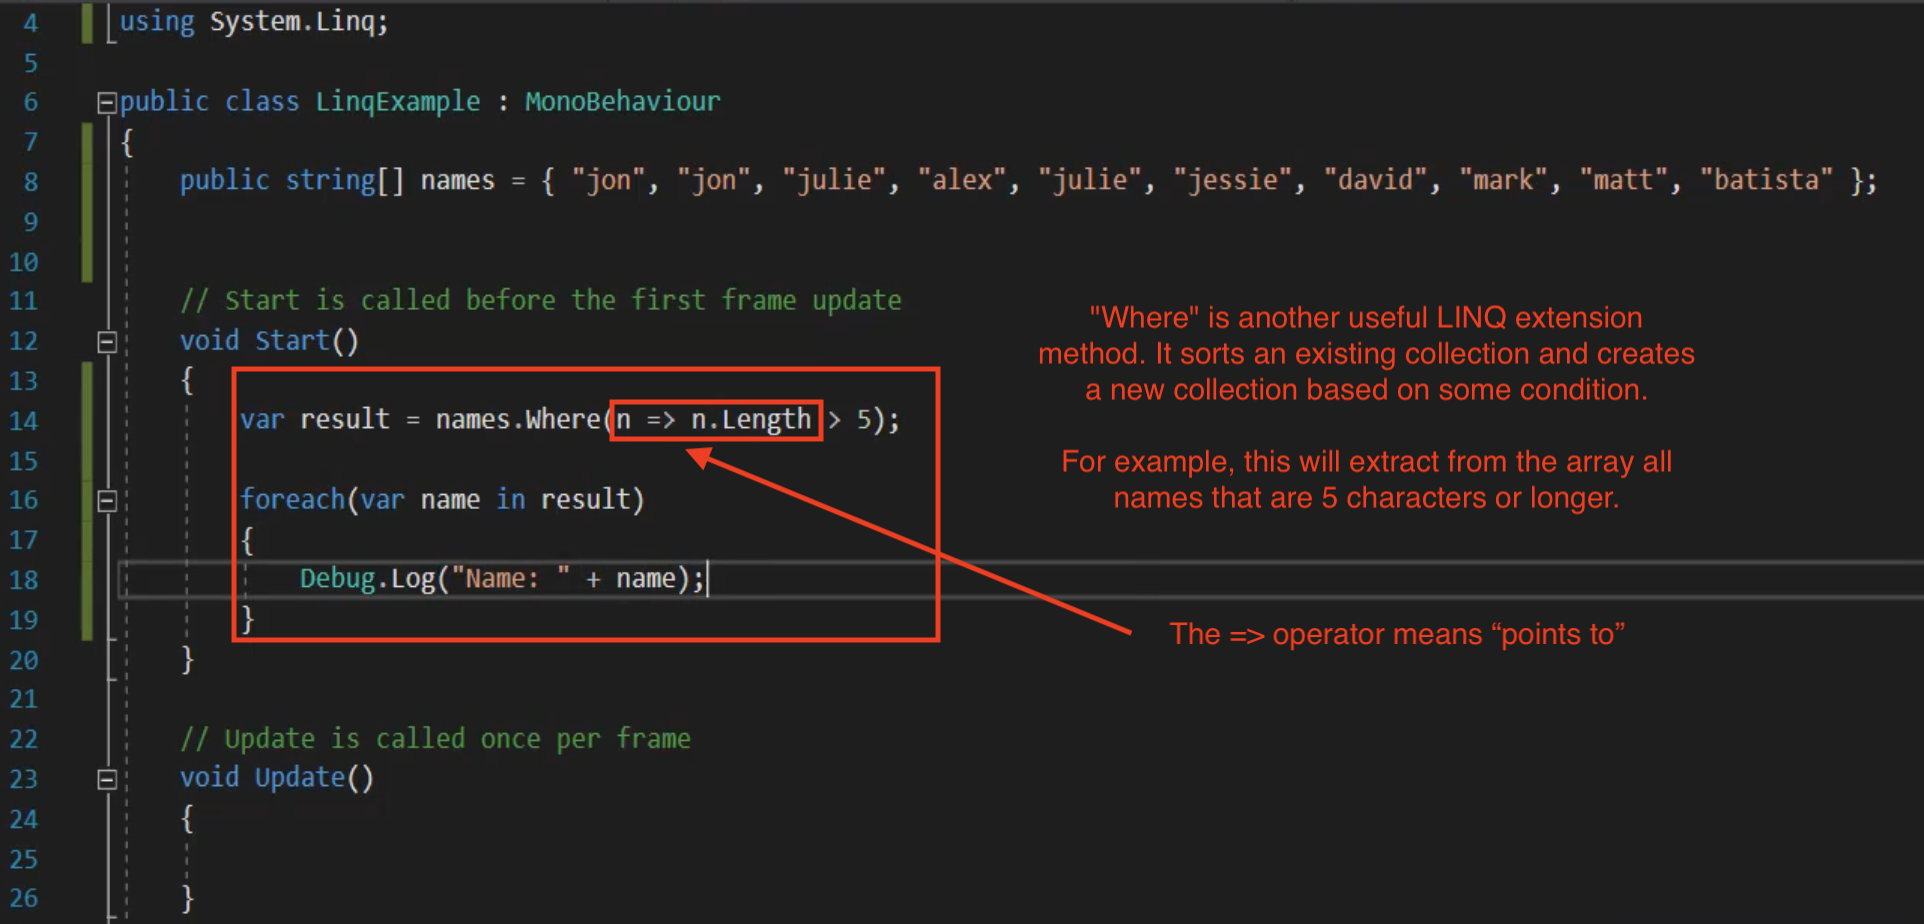 4 using System.Linq;
5
6 public class LinqExample : MonoBehaviour
7 {
8 public string[] names = { "jon", "jon", "julie", "alex", "julie", "jessie", "david", "mark", "matt", "batista" };
9
10
11 // Start is called before the first frame update
12 void Start()
13 {
14 var result = names.Where(n => n.Length > 5);
15
16 foreach(var name in result)
17 {
18 Debug.Log("Name: " + name);
19 }
20 }
21
22 // Update is called once per frame
23 void Update()
24 {
25
26 }
"Where" is another useful LINQ extension
method. It sorts an existing collection and creates
a new collection based on some condition.
For example, this will extract from the array all
names that are 5 characters or longer.
The => operator means “points to”